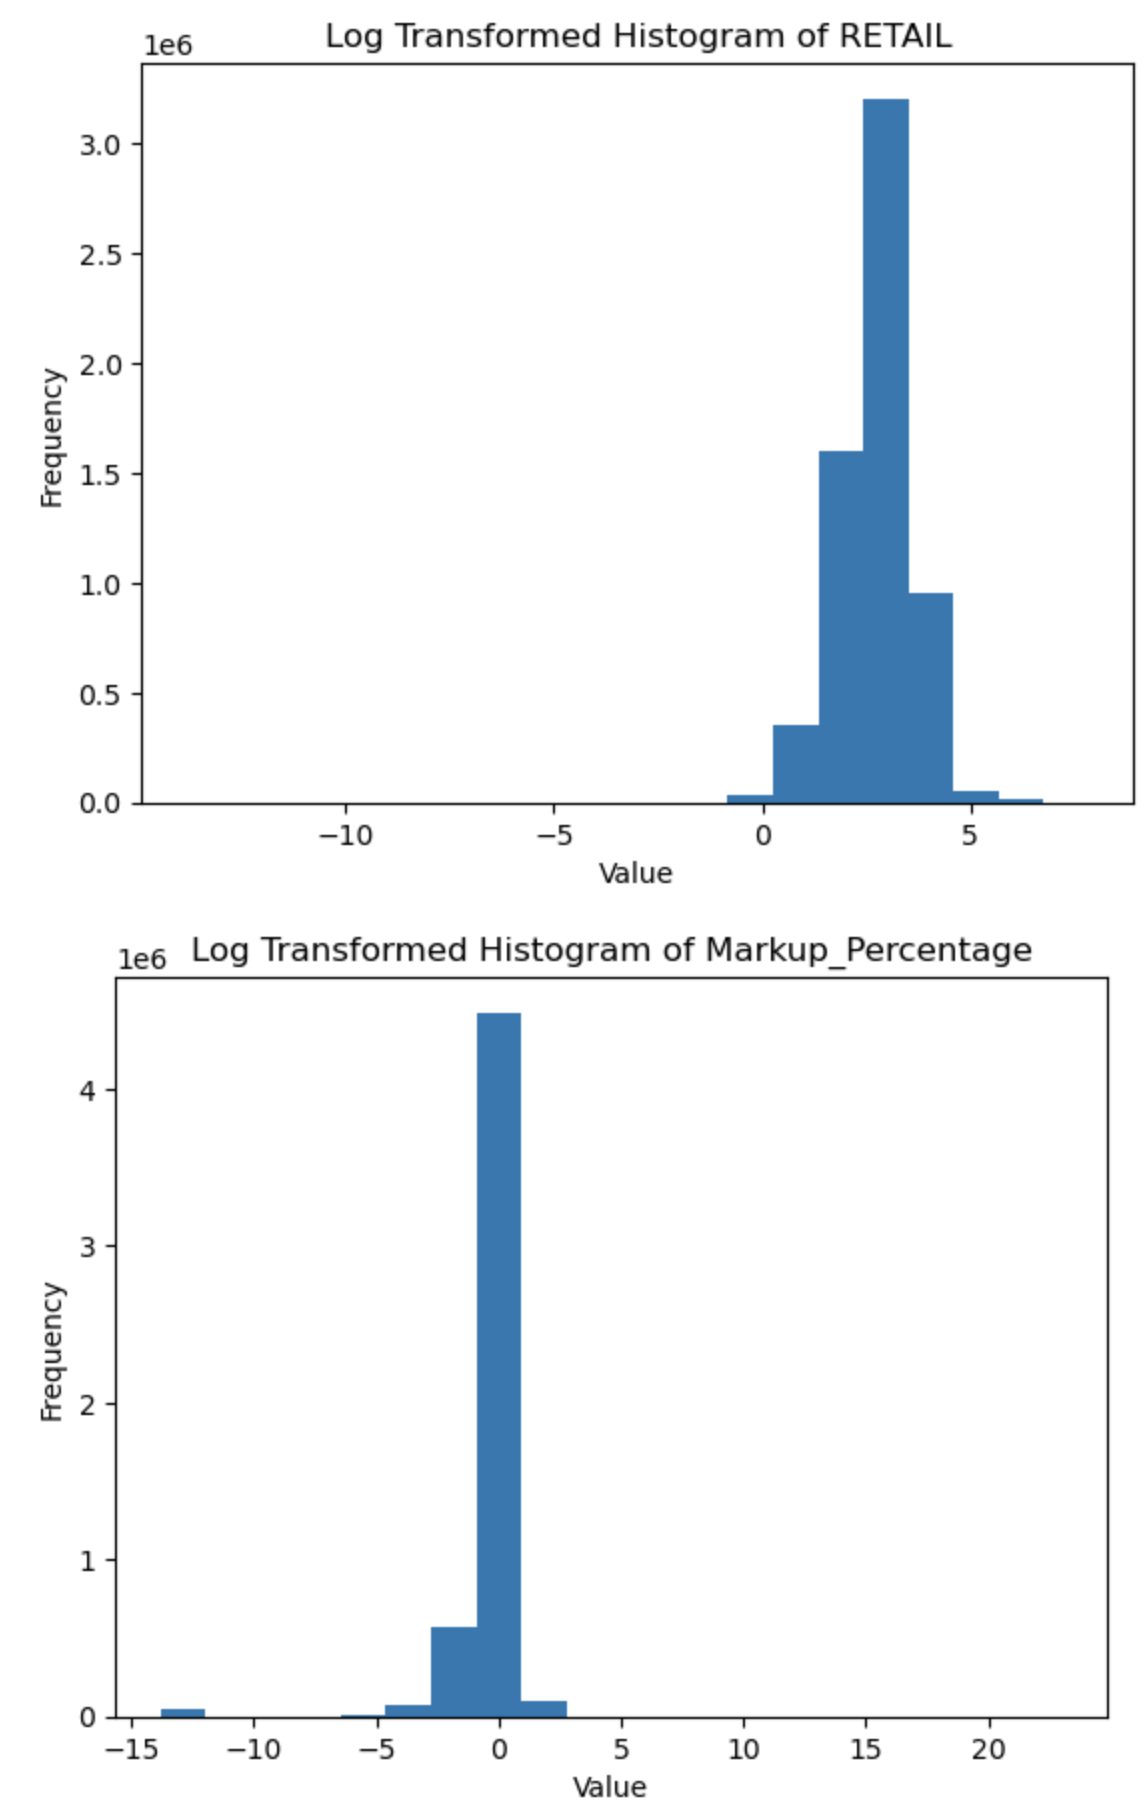 Log Transformed Histogram of RETAIL
1e6
3.0
2.5
2.0
1.5
1.0
0.5
0.0
Frequency
−10 −5 0 5
Value
Log Transformed Histogram of Markup_Percentage
1e6
4
3
2
1
0
Frequency
−15 −10 −5 0 5 10 15 20
Value